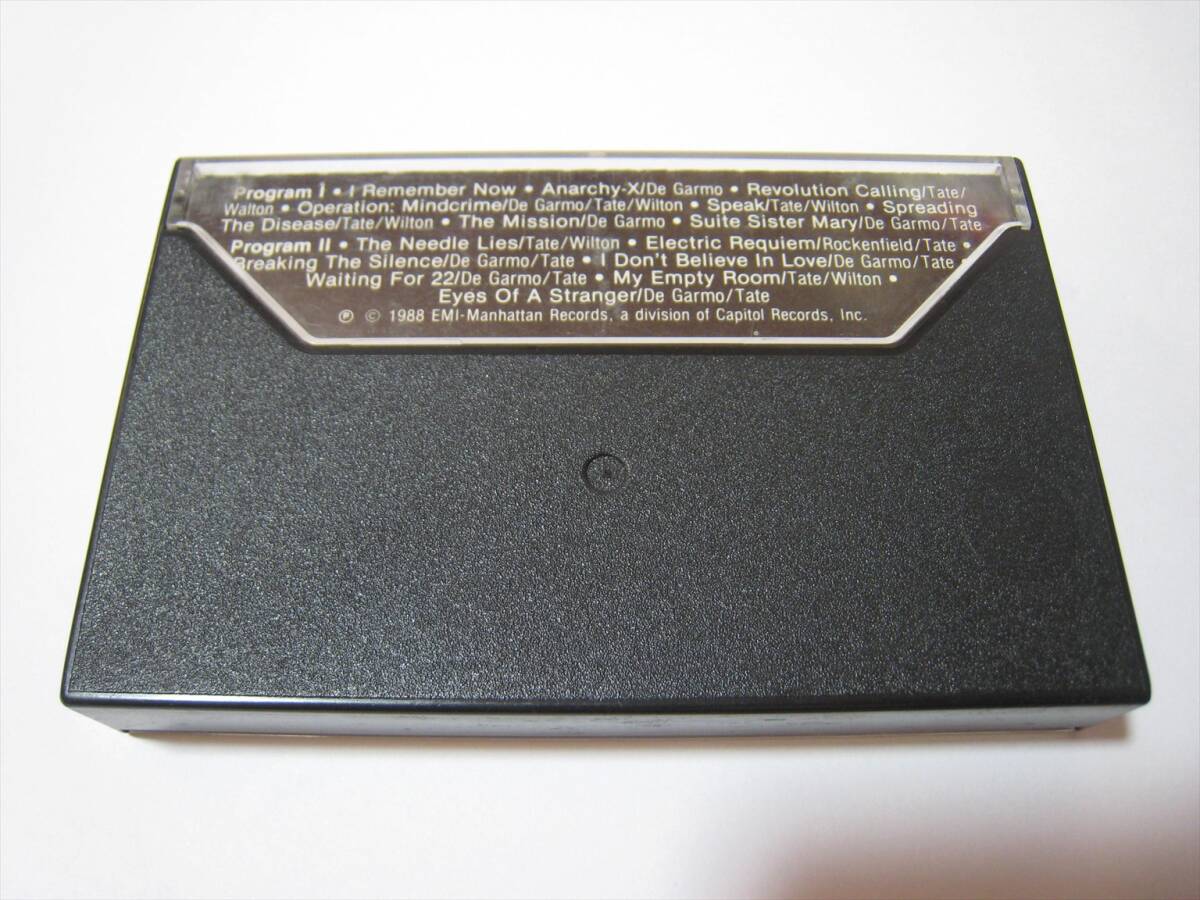 Program I • I Remember Now • Anarchy-X/De Garmo • Revolution Calling/Tate/
Walton • Operation: Mindcrime/De Garmo/Tate/Wilton • Speak/Tate/Wilton • Spreading
The Disease/Tate/Wilton • The Mission/De Garmo • Suite Sister Mary/De Garmo/Tate
Program II • The Needle Lies/Tate/Wilton • Electric Requiem/Rockenfield/Tate •
Breaking The Silence/De Garmo/Tate • I Don't Believe In Love/De Garmo/Tate •
Waiting For 22/De Garmo/Tate • My Empty Room/Tate/Wilton •
Eyes Of A Stranger/De Garmo/Tate
℗ © 1988 EMI-Manhattan Records, a division of Capitol Records, Inc.